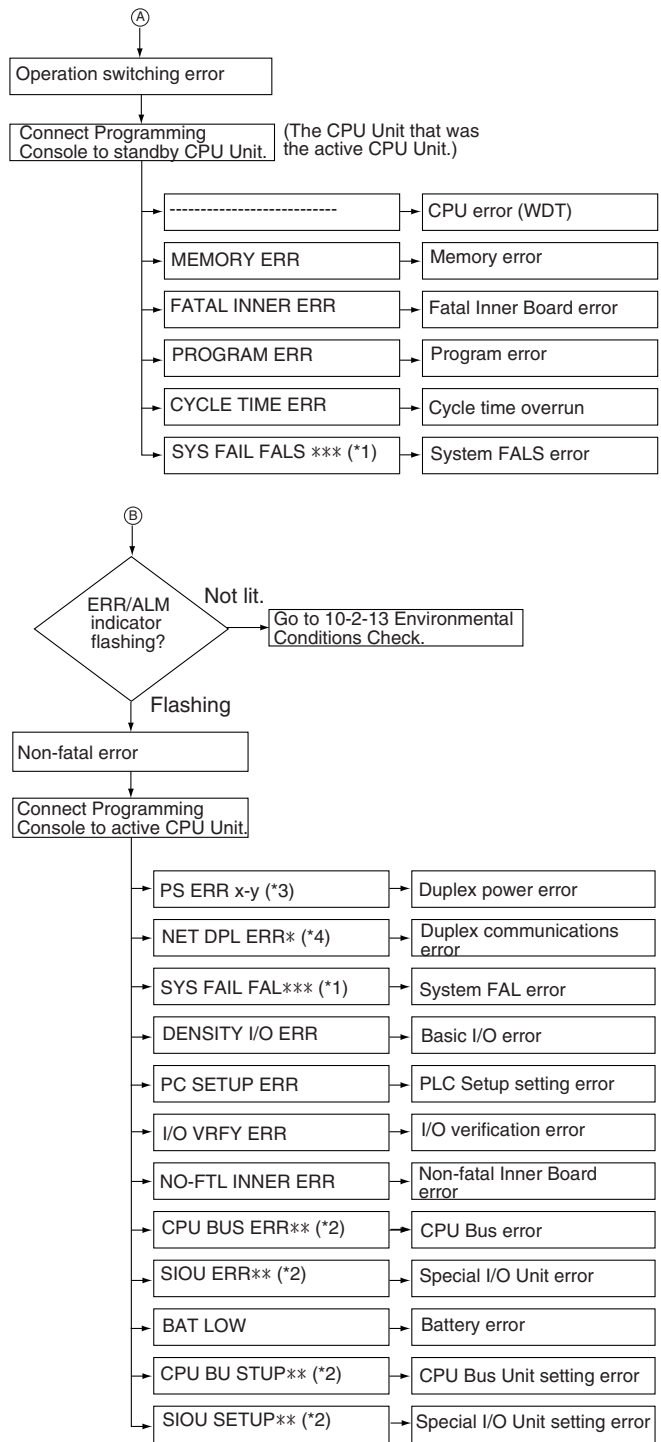 A
Operation switching error
Connect Programming
Console to standby CPU Unit.
(The CPU Unit that was
the active CPU Unit.)
---------------------------
CPU error (WDT)
MEMORY ERR
Memory error
FATAL INNER ERR
Fatal Inner Board error
PROGRAM ERR
Program error
CYCLE TIME ERR
Cycle time overrun
SYS FAIL FALS *** (*1)
System FALS error
B
ERR/ALM
indicator
flashing?
Not lit.
Go to 10-2-13 Environmental
Conditions Check.
Flashing
Non-fatal error
Connect Programming
Console to active CPU Unit.
PS ERR x-y (*3)
Duplex power error
NET DPL ERR* (*4)
Duplex communications
error
SYS FAIL FAL*** (*1)
System FAL error
DENSITY I/O ERR
Basic I/O error
PC SETUP ERR
PLC Setup setting error
I/O VRFY ERR
I/O verification error
NO-FTL INNER ERR
Non-fatal Inner Board
error
CPU BUS ERR** (*2)
CPU Bus error
SIOU ERR** (*2)
Special I/O Unit error
BAT LOW
Battery error
CPU BU STUP** (*2)
CPU Bus Unit setting error
SIOU SETUP** (*2)
Special I/O Unit setting error